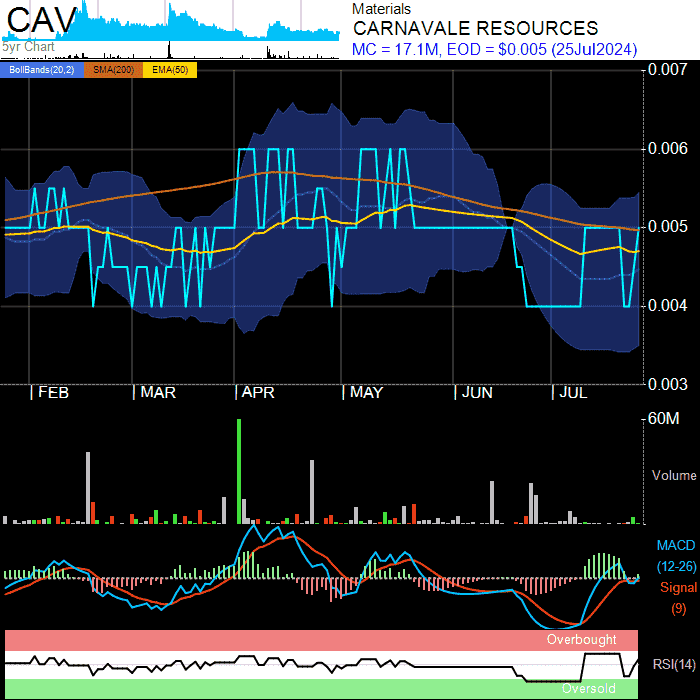 CAV
5yr Chart
Materials
CARNAVALE RESOURCES
MC = 17.1M, EOD = $0.005 (25Jul2024)
BollBands(20,2) SMA(200) EMA(50)
0.007
0.006
0.005
0.004
0.003
| FEB | MAR | APR | MAY | JUN | JUL
60M
Volume
MACD
(12-26)
Signal
(9)
Overbought
RSI(14)
Oversold